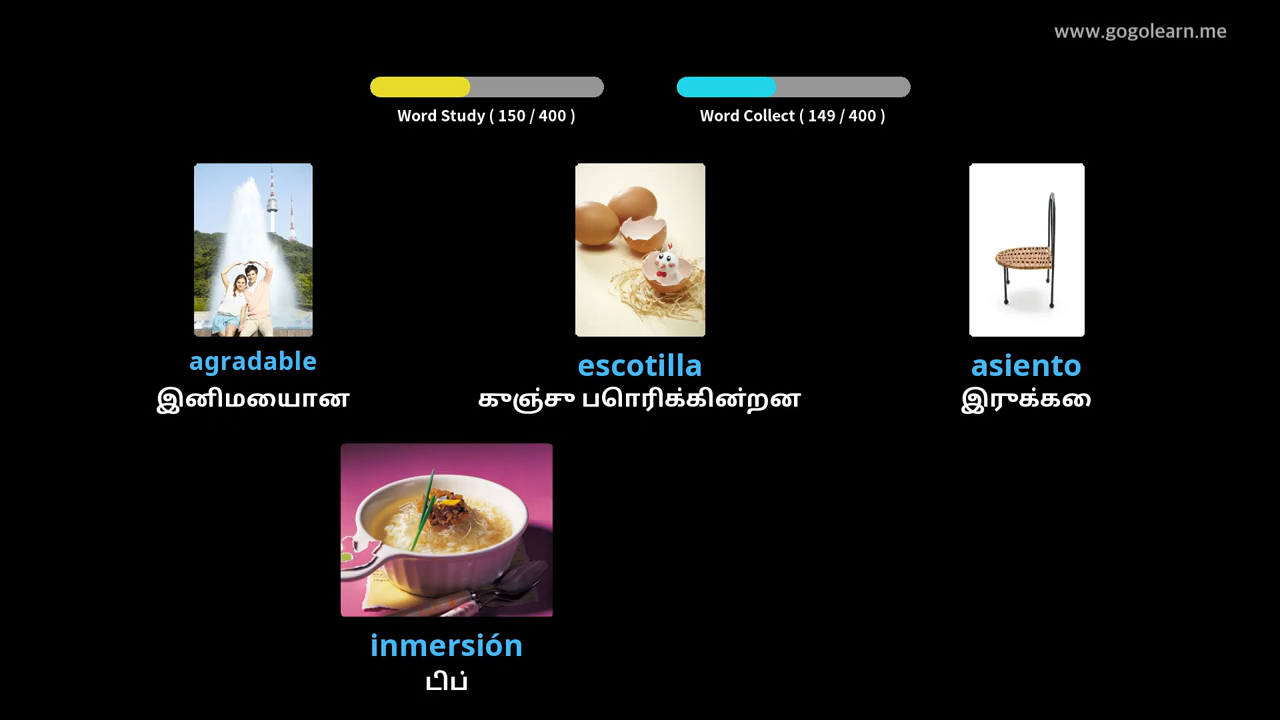 www.gogolearn.me
Word Study ( 150 / 400 )
Word Collect ( 149 / 400 )
agradable
இனிமையான
escotilla
குஞ்சு பொரிக்கின்றன
asiento
இருக்கை
inmersión
பிப்